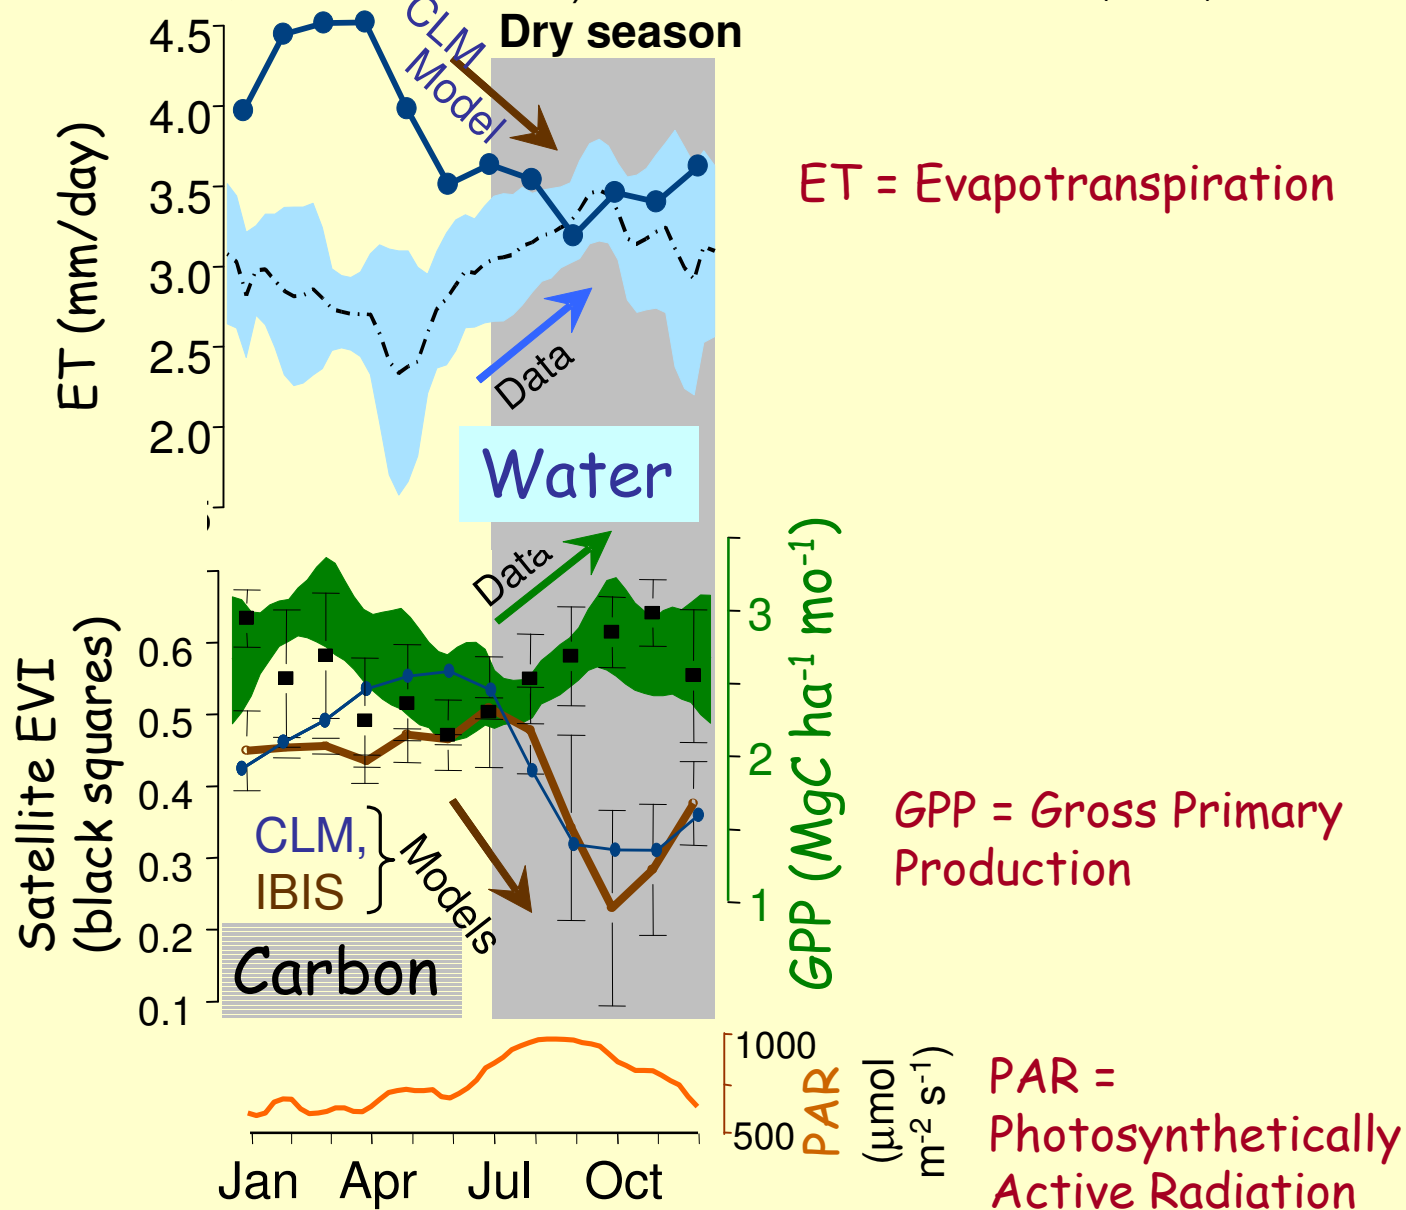 Dry season
CLM
Model
4.5
4.0
3.5
3.0
2.5
2.0
ET (mm/day)
ET = Evapotranspiration
Data
Water
Data
Satellite EVI
(black squares)
0.6
0.5
0.4
0.3
0.2
0.1
3
2
1
GPP (MgC ha-1 mo-1)
GPP = Gross Primary
Production
CLM,
IBIS
Models
Carbon
1000
500
PAR
(μmol
m-2 s-1)
PAR =
Photosynthetically
Active Radiation
Jan Apr Jul Oct